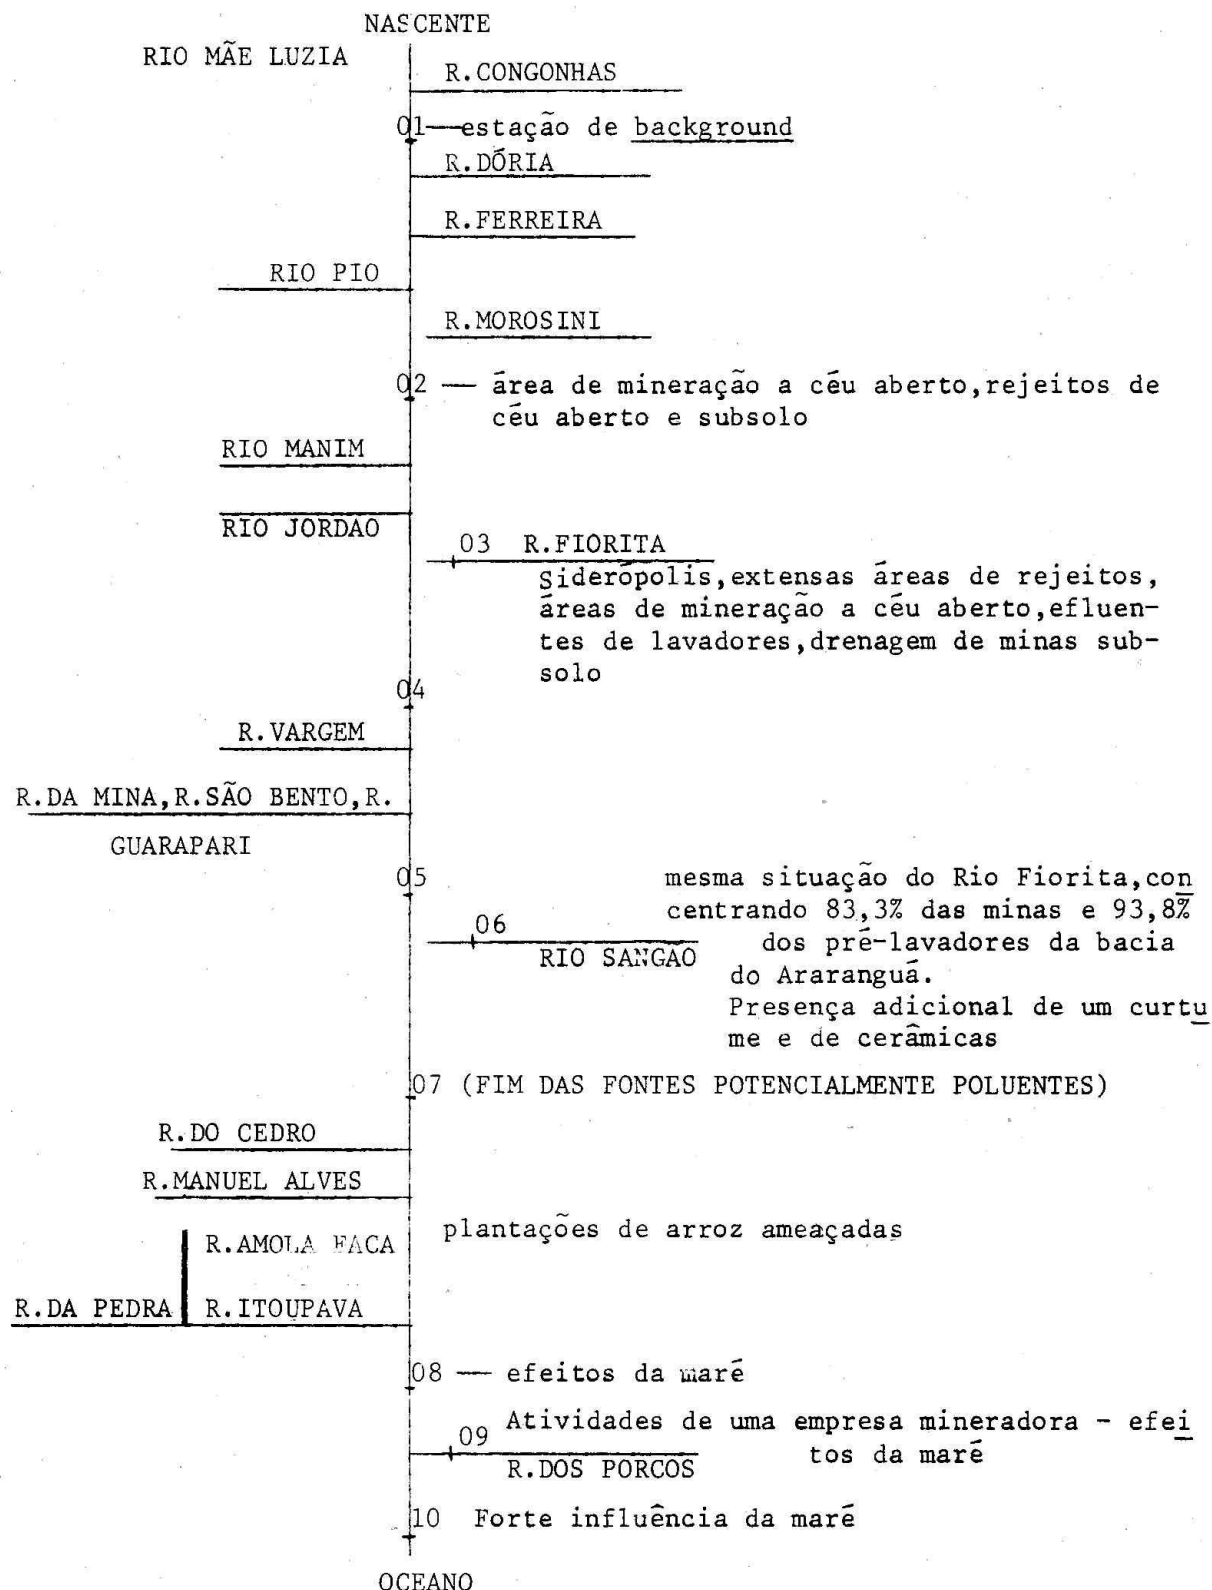 NASCENTE
RIO MÃE LUZIA
R.CONGONHAS
01—estação de background
R.DÓRIA
R.FERREIRA
RIO PIO
R.MOROSINI
02 — área de mineração a céu aberto,rejeitos de
céu aberto e subsolo
RIO MANIM
RIO JORDAO
03 R.FIORITA
Siderópolis,extensas áreas de rejeitos,
áreas de mineração a céu aberto,efluen-
tes de lavadores,drenagem de minas sub-
solo
04
R.VARGEM
R.DA MINA,R.SÃO BENTO,R.
GUARAPARI
05
mesma situação do Rio Fiorita,con
centrando 83,3% das minas e 93,8%
06
dos pré-lavadores da bacia
RIO SANGAO
do Araranguá.
Presença adicional de um curtu
me e de cerâmicas
07 (FIM DAS FONTES POTENCIALMENTE POLUENTES)
R.DO CEDRO
R.MANUEL ALVES
plantações de arroz ameaçadas
R.AMOLA FACA
R.DA PEDRA R.ITOUPAVA
08 — efeitos da maré
Atividades de uma empresa mineradora - efei
09
tos da maré
R.DOS PORCOS
10 Forte influência da maré
OCEANO